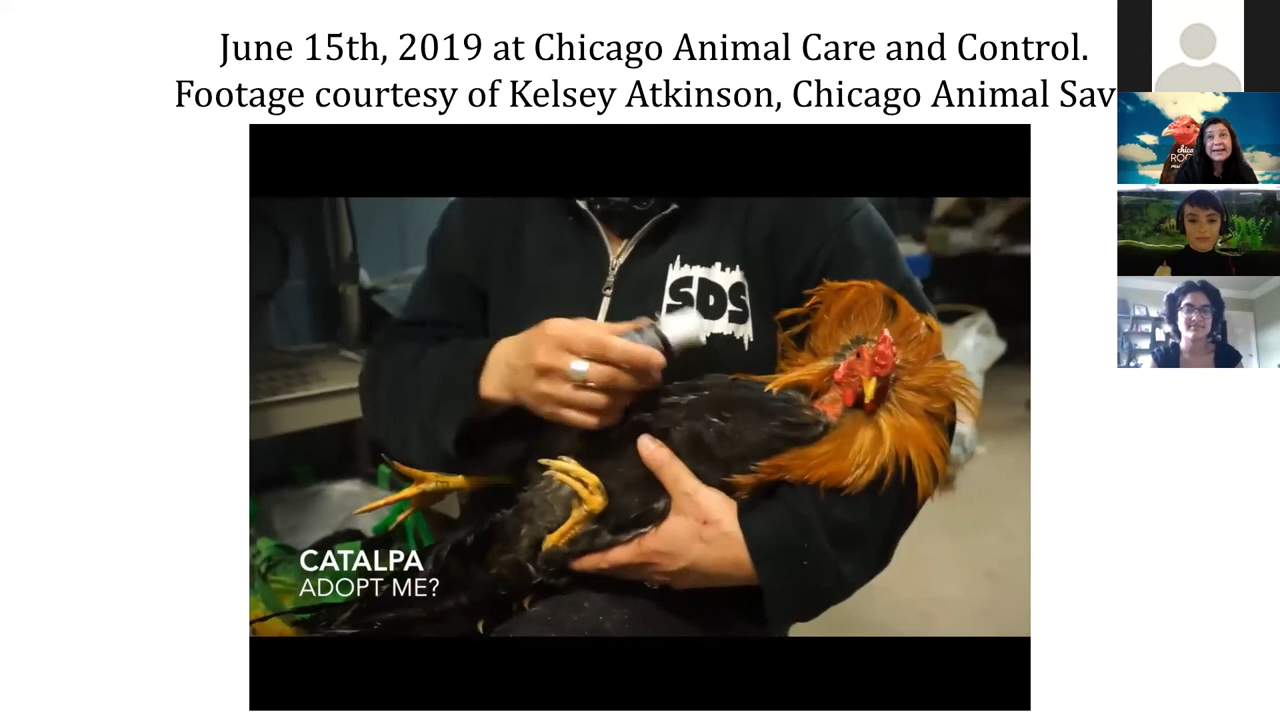 June 15th, 2019 at Chicago Animal Care and Control.
Footage courtesy of Kelsey Atkinson, Chicago Animal Sav
SDS
CATALPA
ADOPT ME?